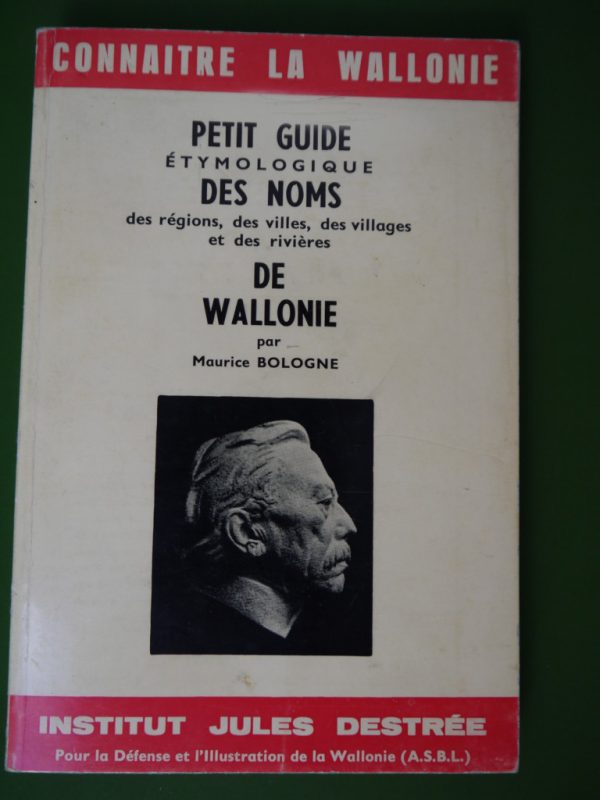 CONNAITRE LA WALLONIE
PETIT GUIDE
ÉTYMOLOGIQUE
DES NOMS
des régions, des villes, des villages
et des rivières
DE
WALLONIE
par
Maurice BOLOGNE
INSTITUT JULES DESTRÉE
Pour la Défense et l'Illustration de la Wallonie (A.S.B.L.)